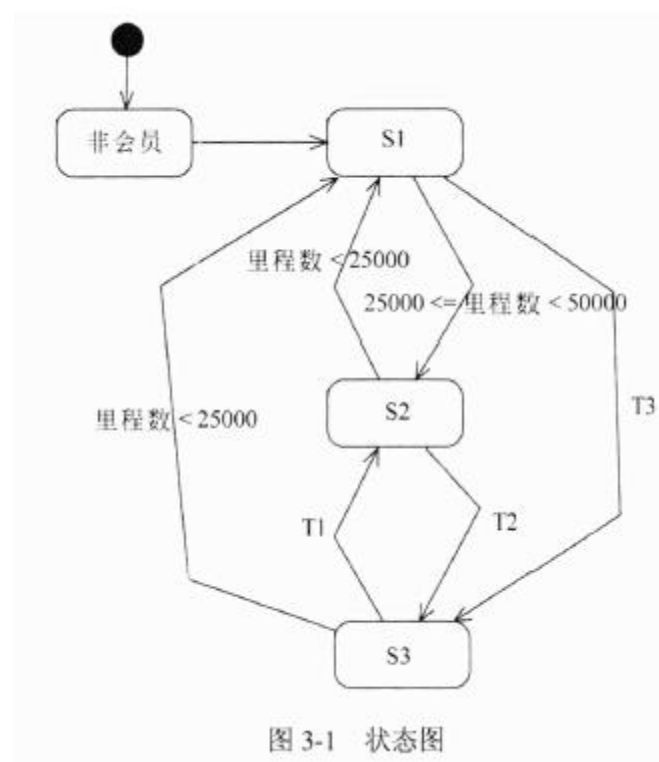 非会员
S1
里程数 < 25000
25000 <= 里程数 < 50000
S2
T3
里程数 < 25000
T1
T2
S3
图 3-1 状态图